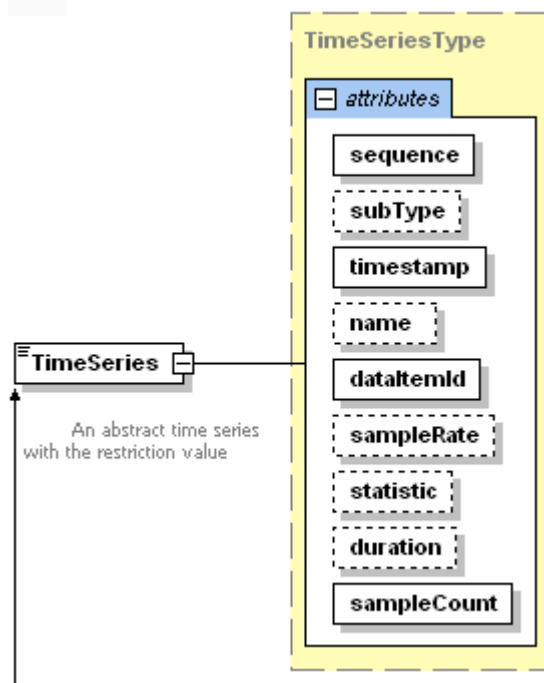 TimeSeriesType
attributes
sequence
subType
timestamp
name
TimeSeries
dataItemId
An abstract time series
with the restriction value
sampleRate
statistic
duration
sampleCount